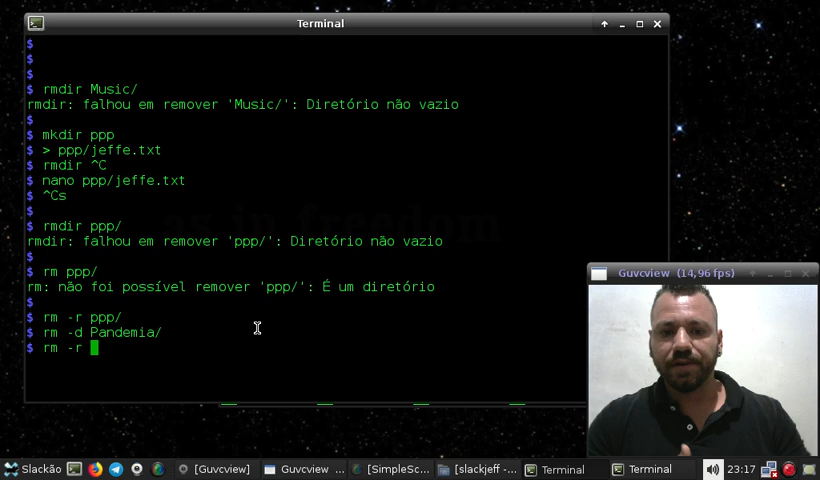 Terminal
$
$
$
$ rmdir Music/
rmdir: falhou em remover 'Music/': Diretório não vazio
$
$ mkdir ppp
$ > ppp/jeffe.txt
$ rmdir ^C
$ nano ppp/jeffe.txt
$ ^Cs
$
$ rmdir ppp/
rmdir: falhou em remover 'ppp/': Diretório não vazio
$
$ rm ppp/
rm: não foi possível remover 'ppp/': É um diretório
$
$ rm -r ppp/
$ rm -d Pandemia/
$ rm -r
Guvcview (14,96 fps)
Slackão [Guvcview] Guvcview ... [SimpleSc... [slackjeff -... Terminal Terminal 23:17